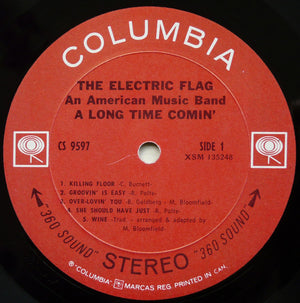 COLUMBIA
THE ELECTRIC FLAG
An American Music Band
A LONG TIME COMIN'
CS 9597
SIDE 1
XSM 135248
1. KILLING FLOOR -C. Burnett-
2. GROOVIN' IS EASY -R. Polte-
3. OVER-LOVIN' YOU -B. Goldberg - M. Bloomfield-
4. SHE SHOULD HAVE JUST -R. Polte-
5. WINE -Trad - arranged & adapted by
M. Bloomfield-
"360 SOUND" STEREO "360 SOUND"
® "COLUMBIA" MARCAS REG. PRINTED IN CAN.